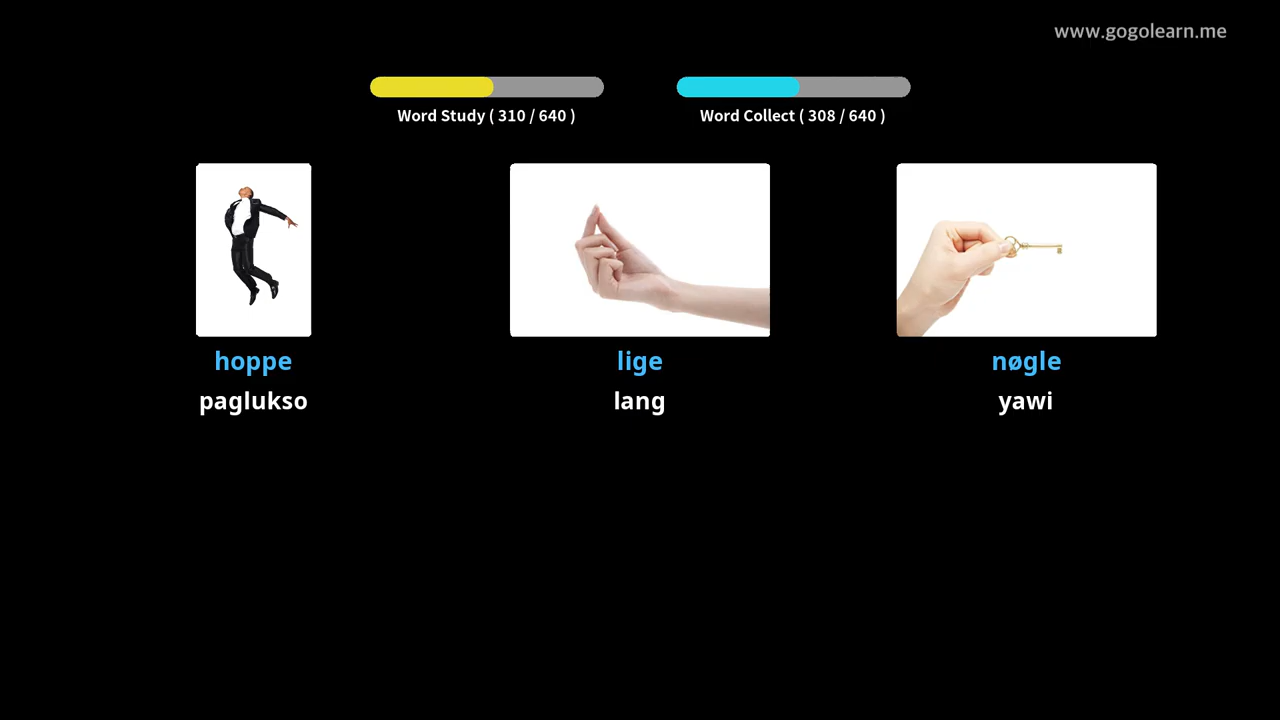 www.gogolearn.me
Word Study ( 310 / 640 )
Word Collect ( 308 / 640 )
hoppe
paglukso
lige
lang
nøgle
yawi